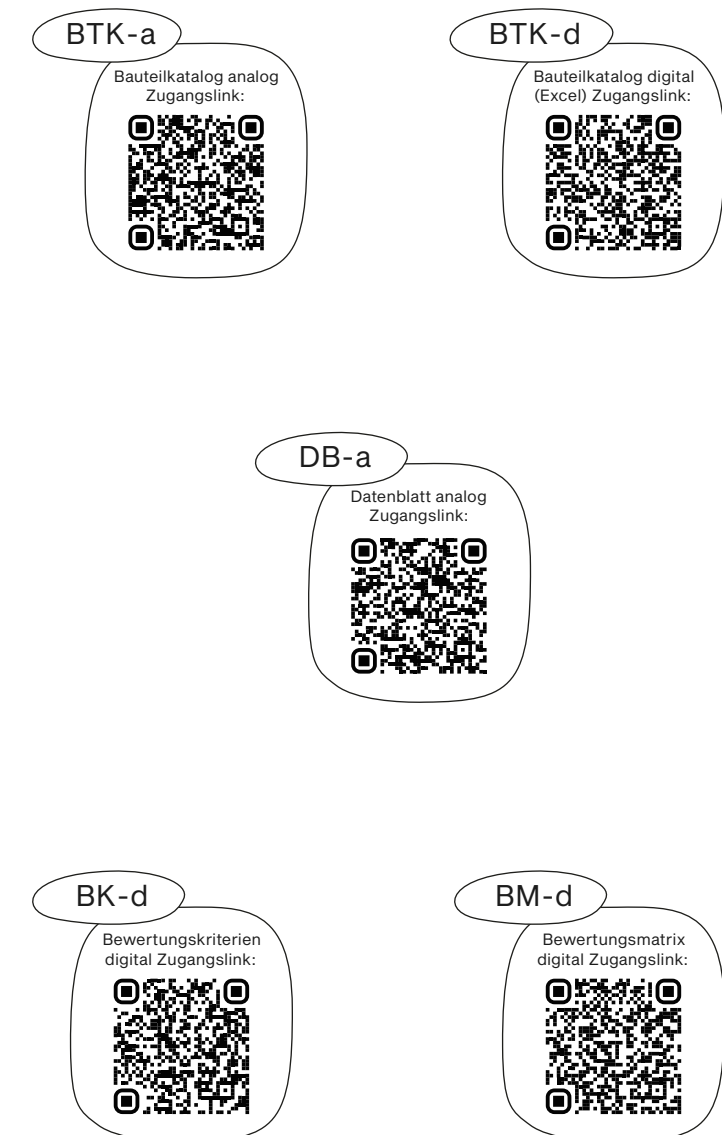 BTK-a
Bauteilkatalog analog
Zugangslink:
BTK-d
Bauteilkatalog digital
(Excel) Zugangslink:
DB-a
Datenblatt analog
Zugangslink:
BK-d
Bewertungskriterien
digital Zugangslink:
BM-d
Bewertungsmatrix
digital Zugangslink: